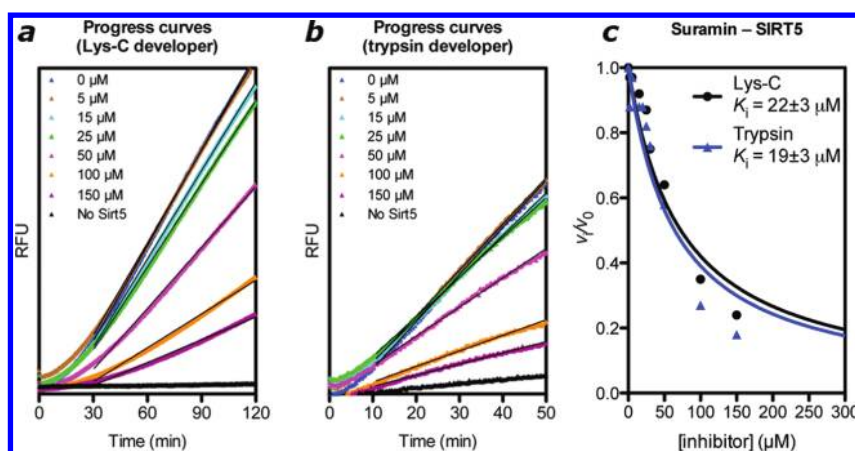 a
Progress curves
(Lys-C developer)
0 µM
5 µM
15 µM
25 µM
50 µM
100 µM
150 µM
No Sirt5
RFU
0 30 60 90 120
Time (min)
b
Progress curves
(trypsin developer)
0 µM
5 µM
15 µM
25 µM
50 µM
100 µM
150 µM
No Sirt5
RFU
0 10 20 30 40 50
Time (min)
c
Suramin – SIRT5
Lys-C
Ki = 22±3 µM
Trypsin
Ki = 19±3 µM
vi/v0
1.0
0.8
0.6
0.4
0.2
0.0
0 50 100 150 200 300
[inhibitor] (µM)